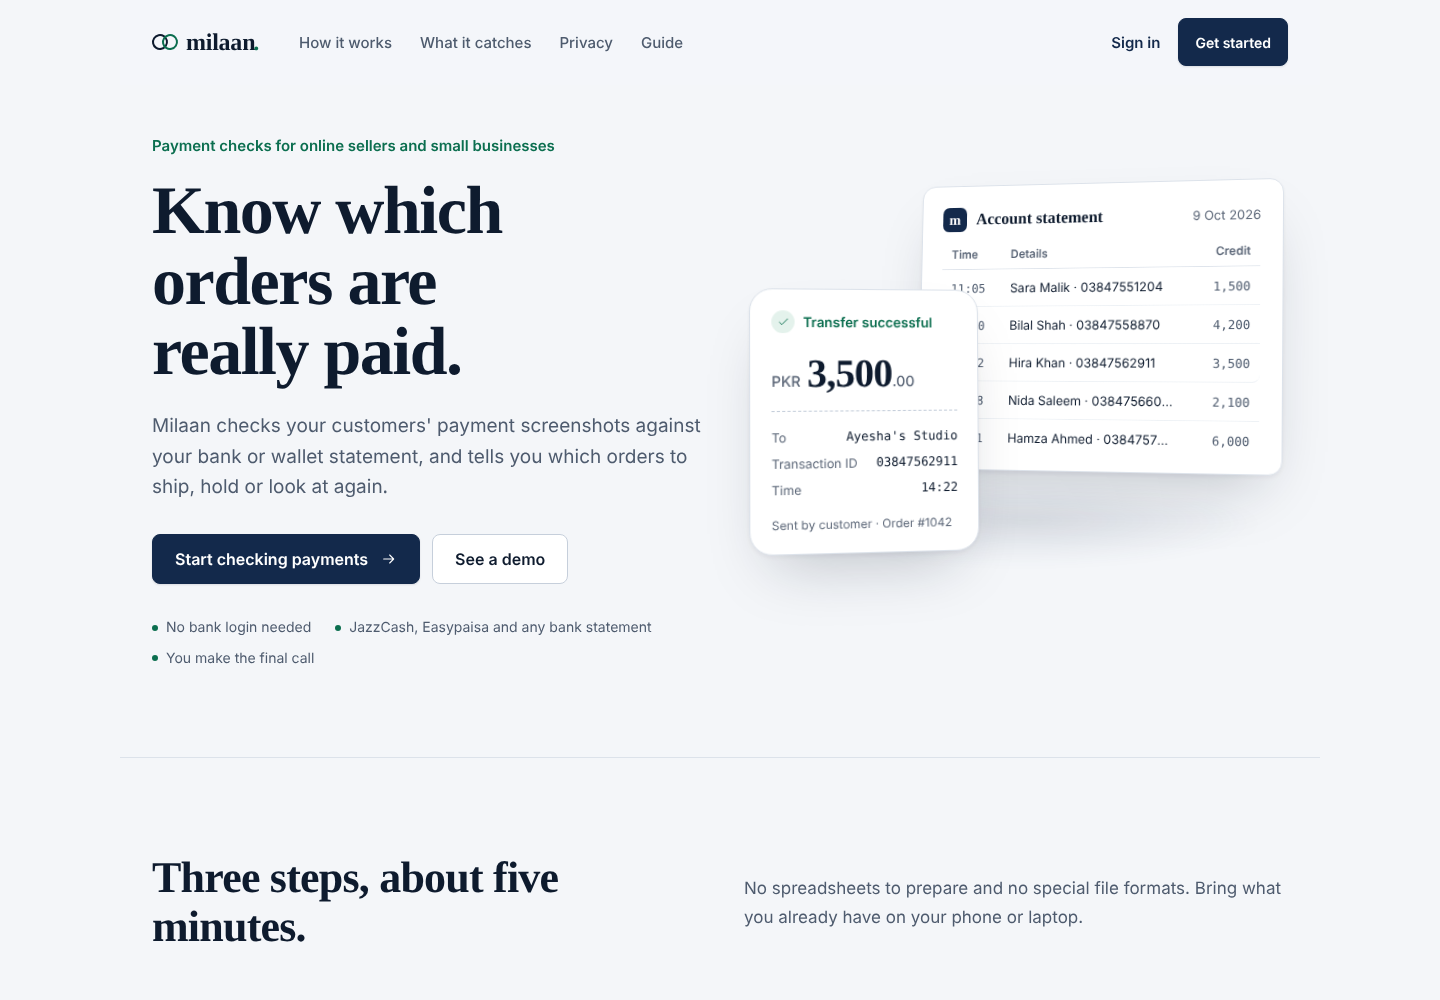 milaan.
How it works
What it catches
Privacy
Guide
Sign in
Get started
Payment checks for online sellers and small businesses
Know which
orders are
really paid.
Milaan checks your customers' payment screenshots against
your bank or wallet statement, and tells you which orders to
ship, hold or look at again.
Start checking payments →
See a demo
No bank login needed
JazzCash, Easypaisa and any bank statement
You make the final call
m Account statement 9 Oct 2026
Time Details Credit
11:05 Sara Malik · 03847551204 1,500
Bilal Shah · 03847558870 4,200
Hira Khan · 03847562911 3,500
Nida Saleem · 038475660... 2,100
Hamza Ahmed · 0384757... 6,000
Transfer successful
PKR 3,500.00
To Ayesha's Studio
Transaction ID 03847562911
Time 14:22
Sent by customer · Order #1042
Three steps, about five
minutes.
No spreadsheets to prepare and no special file formats. Bring what
you already have on your phone or laptop.